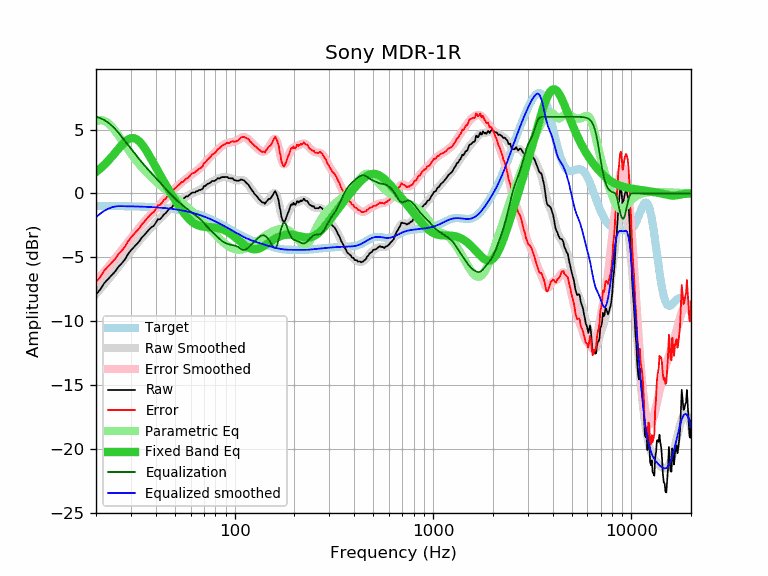 Sony MDR-1R
Amplitude (dBr)
5
0
−5
−10
−15
−20
−25
Target
Raw Smoothed
Error Smoothed
Raw
Error
Parametric Eq
Fixed Band Eq
Equalization
Equalized smoothed
100
1000
10000
Frequency (Hz)